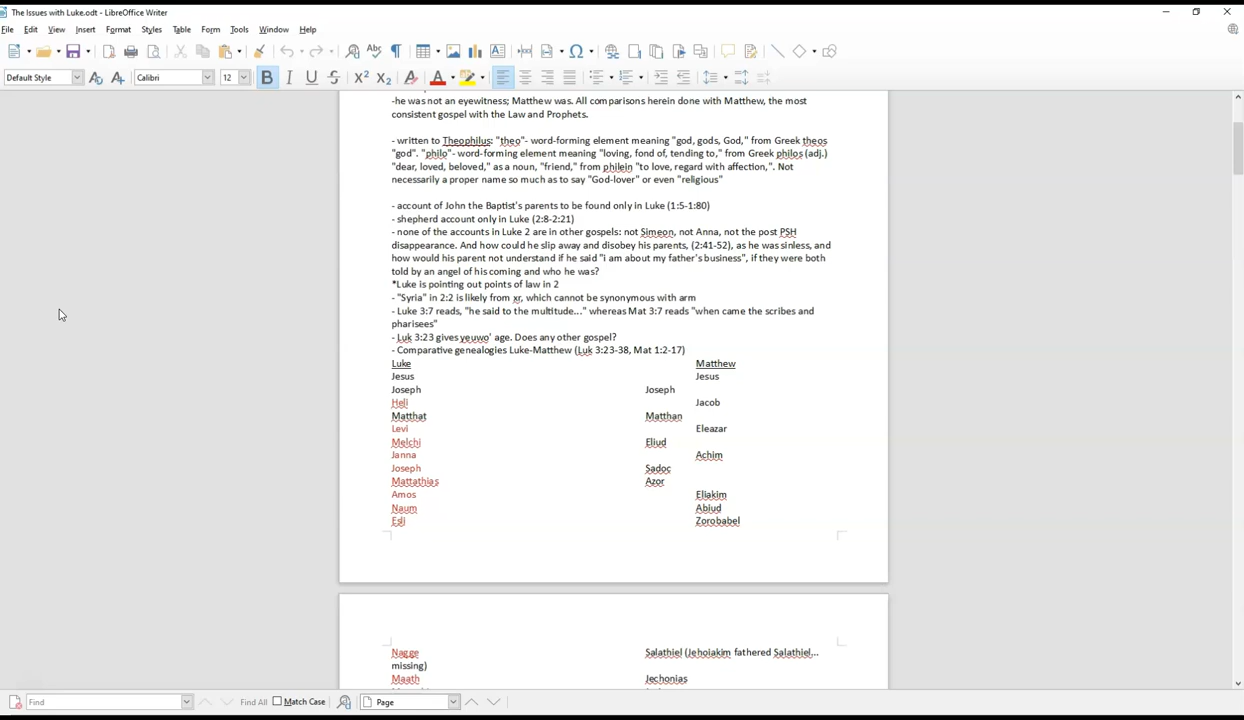 The Issues with Luke.odt - LibreOffice Writer
File Edit View Insert Format Styles Table Form Tools Window Help
Default Style Calibri 12
-he was not an eyewitness; Matthew was. All comparisons herein done with Matthew, the most
consistent gospel with the Law and Prophets.
- written to Theophilus: "theo"- word-forming element meaning "god, gods, God," from Greek theos
"god". "philo"- word-forming element meaning "loving, fond of, tending to," from Greek philos (adj.)
"dear, loved, beloved," as a noun, "friend," from philein "to love, regard with affection,". Not
necessarily a proper name so much as to say "God-lover" or even "religious"
- account of John the Baptist's parents to be found only in Luke (1:5-1:80)
- shepherd account only in Luke (2:8-2:21)
- none of the accounts in Luke 2 are in other gospels: not Simeon, not Anna, not the post PSH
disappearance. And how could he slip away and disobey his parents, (2:41-52), as he was sinless, and
how would his parent not understand if he said "i am about my father's business", if they were both
told by an angel of his coming and who he was?
*Luke is pointing out points of law in 2
- "Syria" in 2:2 is likely from xr, which cannot be synonymous with arm
- Luke 3:7 reads, "he said to the multitude..." whereas Mat 3:7 reads "when came the scribes and
pharisees"
- Luk 3:23 gives yeuwo' age. Does any other gospel?
- Comparative genealogies Luke-Matthew (Luk 3:23-38, Mat 1:2-17)
Luke Matthew
Jesus Jesus
Joseph Joseph
Heli Jacob
Matthat Matthan
Levi Eleazar
Melchi Eliud
Janna Achim
Joseph Sadoc
Mattathias Azor
Amos Eliakim
Naum Abiud
Esli Zorobabel
Nagge Salathiel (Jehoiakim fathered Salathiel...
missing)
Maath Jechonias
Find Find All Match Case Page